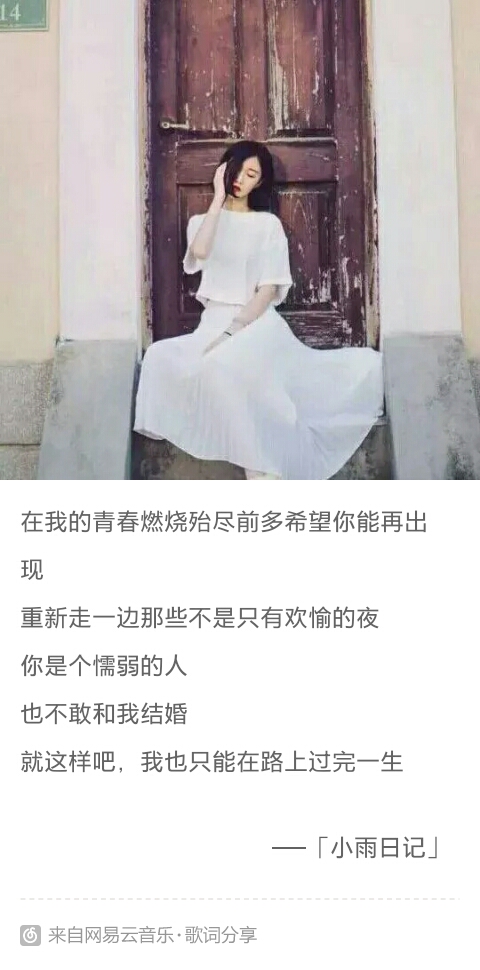 14
在我的青春燃烧殆尽前多希望你能再出
现
重新走一边那些不是只有欢愉的夜
你是个懦弱的人
也不敢和我结婚
就这样吧，我也只能在路上过完一生
——「小雨日记」
来自网易云音乐·歌词分享